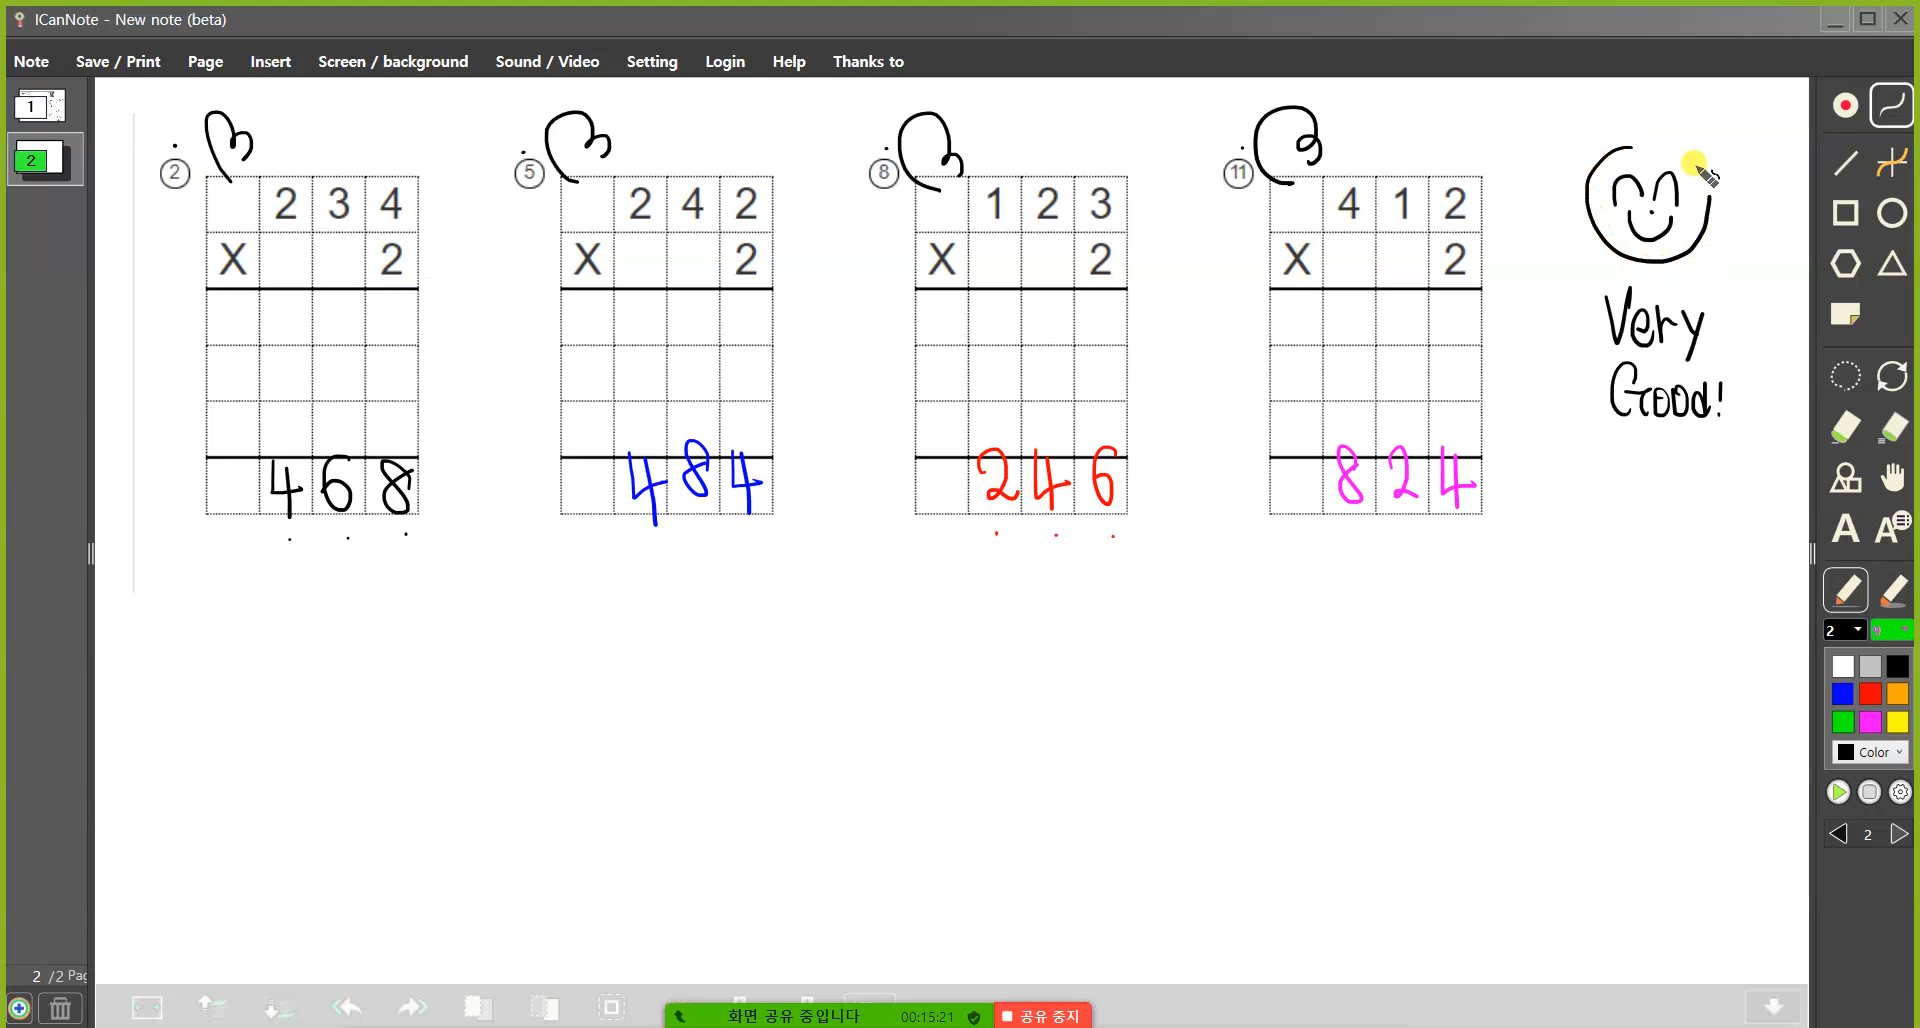 ICanNote - New note (beta)
Note Save / Print Page Insert Screen / background Sound / Video Setting Login Help Thanks to
1
2
2 5 8 11
2 3 4 2 4 2 1 2 3 4 1 2
X 2 X 2 X 2 X 2
4 6 8 4 8 4 2 4 6 8 2 4
Very
Good!
A A
2
Color
2
2 / 2 Pag
화면 공유 중입니다 00:15:21 공유 중지